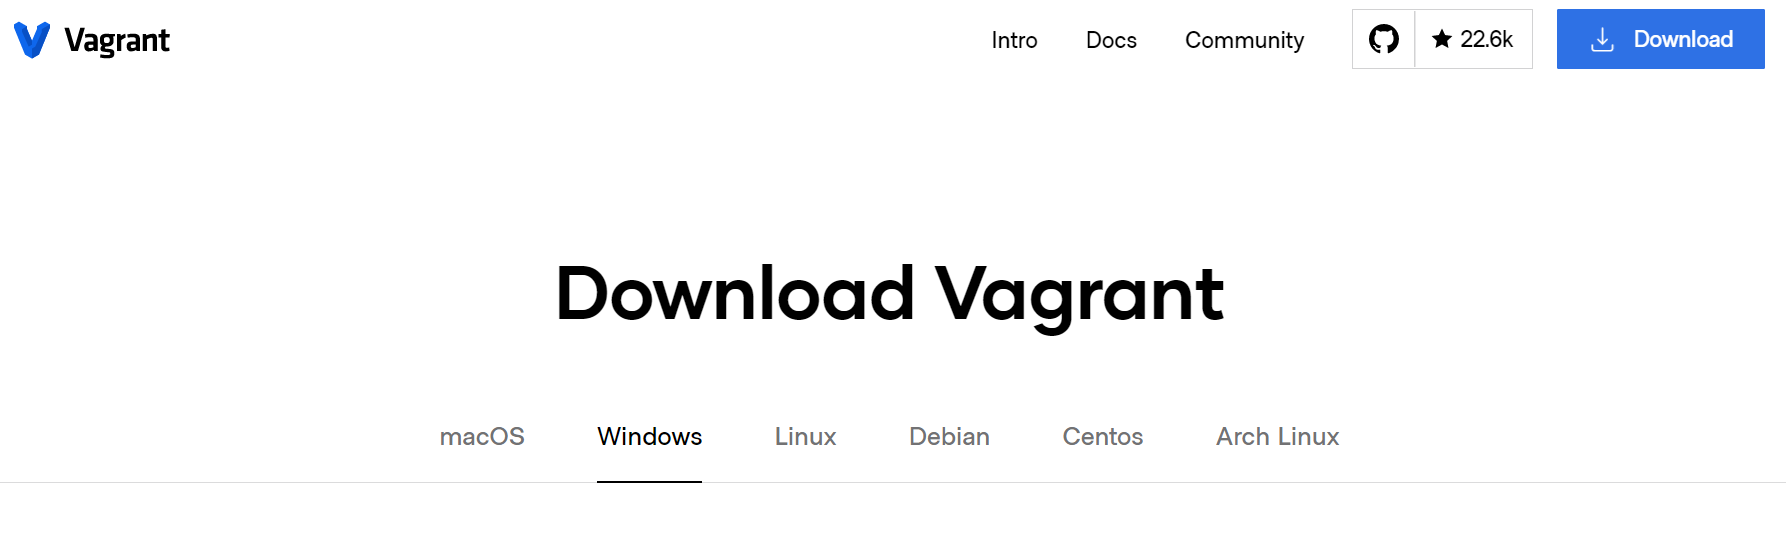 Vagrant Intro Docs Community 22.6k Download
Download Vagrant
macOS Windows Linux Debian Centos Arch Linux